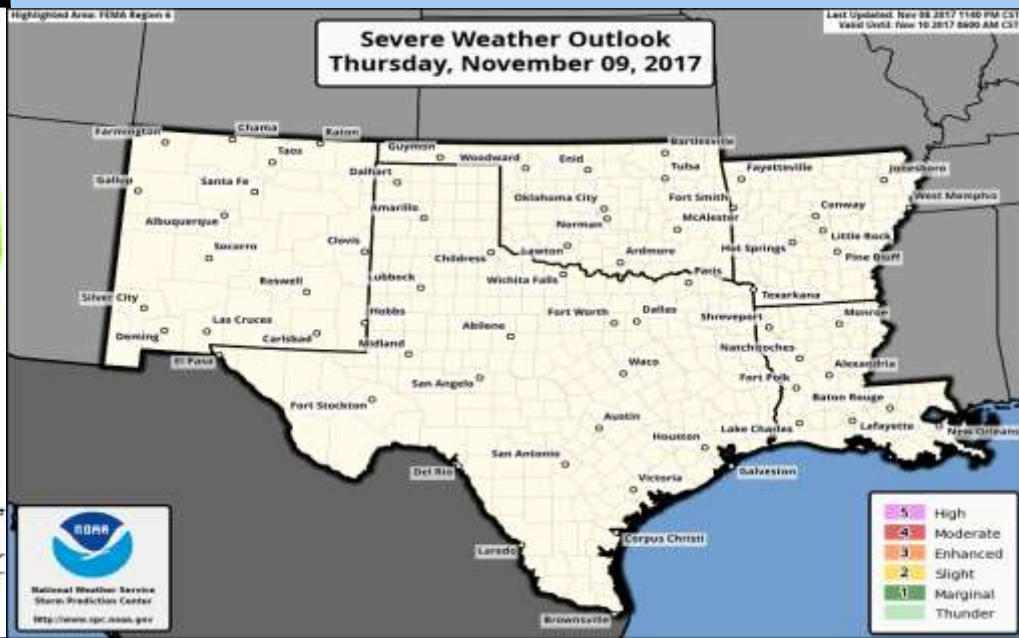 Highlighted Area: FEMA Region 6
Last Updated: Nov 08 2017 1140 PM CST
Valid Until: Nov 10 2017 0600 AM CST
Severe Weather Outlook
Thursday, November 09, 2017
Farmington
Chama
Raton
Taos
Guymon
Woodward
Enid
Bartlesville
Dalhart
Tulsa
Fayetteville
Jonesboro
Gallup
Santa Fe
Amarillo
Oklahoma City
Fort Smith
Conway
West Memphis
Albuquerque
Norman
McAlester
Little Rock
Socorro
Clovis
Childress
Lawton
Ardmore
Hot Springs
Pine Bluff
Roswell
Lubbock
Wichita Falls
Paris
Texarkana
Silver City
Las Cruces
Hobbs
Fort Worth
Dallas
Shreveport
Monroe
Deming
Carlsbad
Midland
Abilene
Natchitoches
El Paso
Waco
Alexandria
San Angelo
Fort Polk
Fort Stockton
Baton Rouge
Austin
Lake Charles
Lafayette
New Orleans
Houston
Del Rio
San Antonio
Galveston
Victoria
Laredo
Corpus Christi
Brownsville
NOAA
National Weather Service
Storm Prediction Center
http://www.spc.noaa.gov
5 High
4 Moderate
3 Enhanced
2 Slight
1 Marginal
Thunder